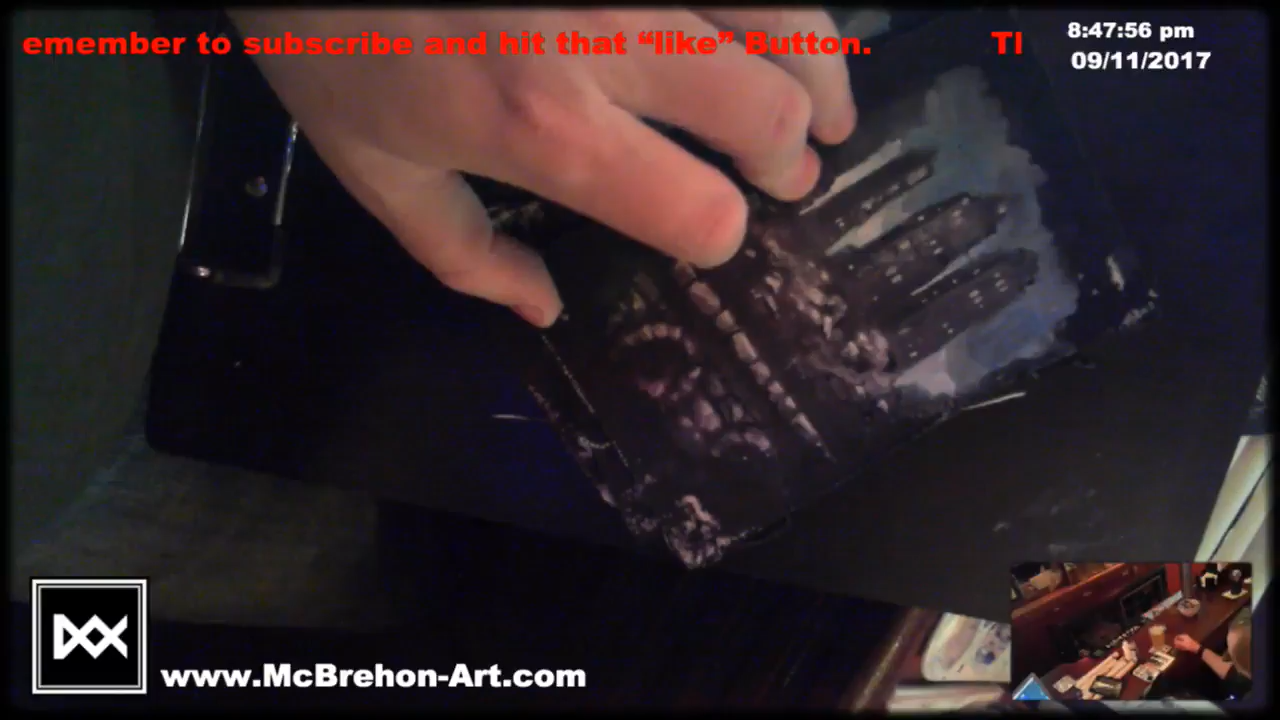 emember to subscribe and hit that “like” Button. TI
8:47:56 pm
09/11/2017
www.McBrehon-Art.com